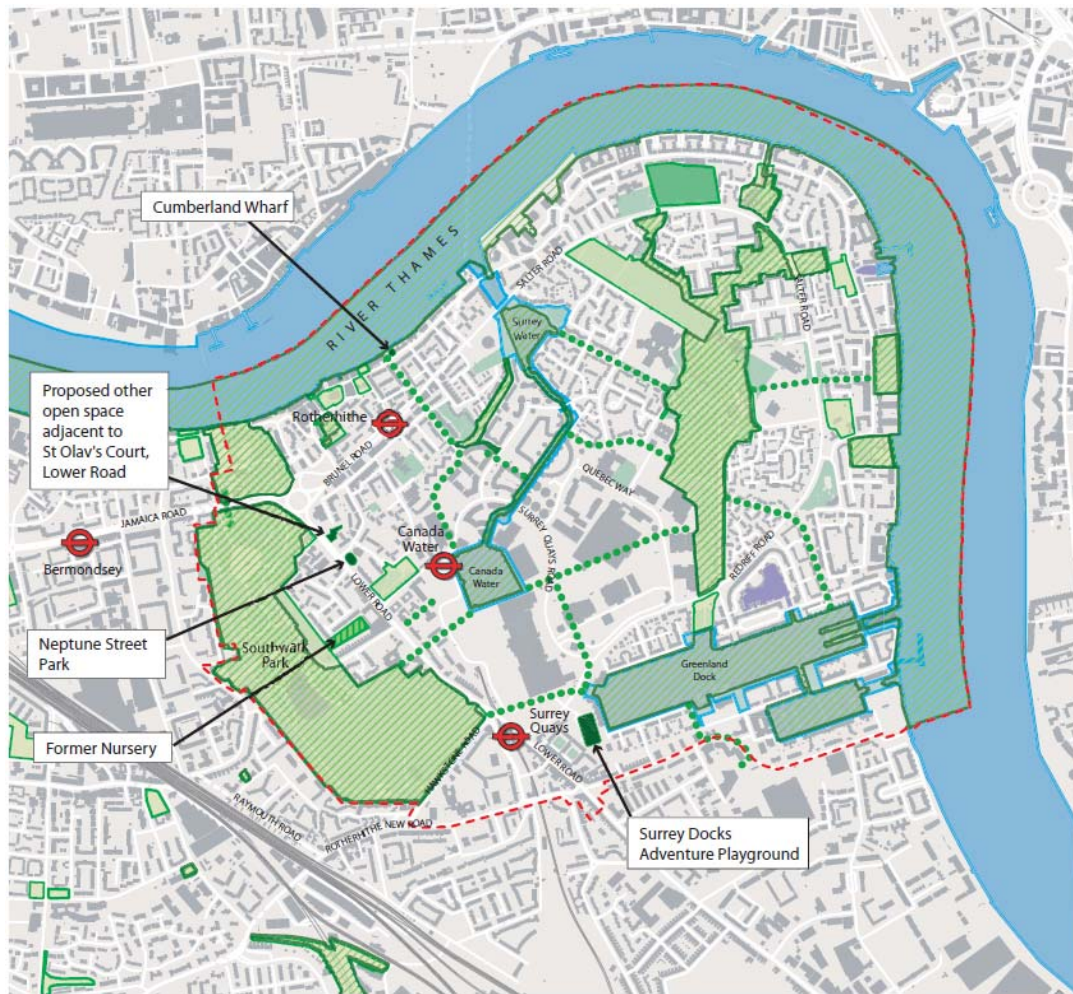 Cumberland Wharf
RIVER THAMES
SALTER ROAD
Surrey
Water
SALTER ROAD
Proposed other
open space
adjacent to
St Olav's Court,
Lower Road
Rotherhithe
BRUNEL ROAD
QUEBEC WAY
JAMAICA ROAD
Bermondsey
Canada
Water
SURREY QUAYS ROAD
Canada
Water
REDRIFF ROAD
LOWER ROAD
Neptune Street
Park
Southwark
Park
Greenland
Dock
Former Nursery
Surrey
Quays
LOWER ROAD
RAYMOUTH ROAD
ROTHERHITHE NEW ROAD
Surrey Docks
Adventure Playground